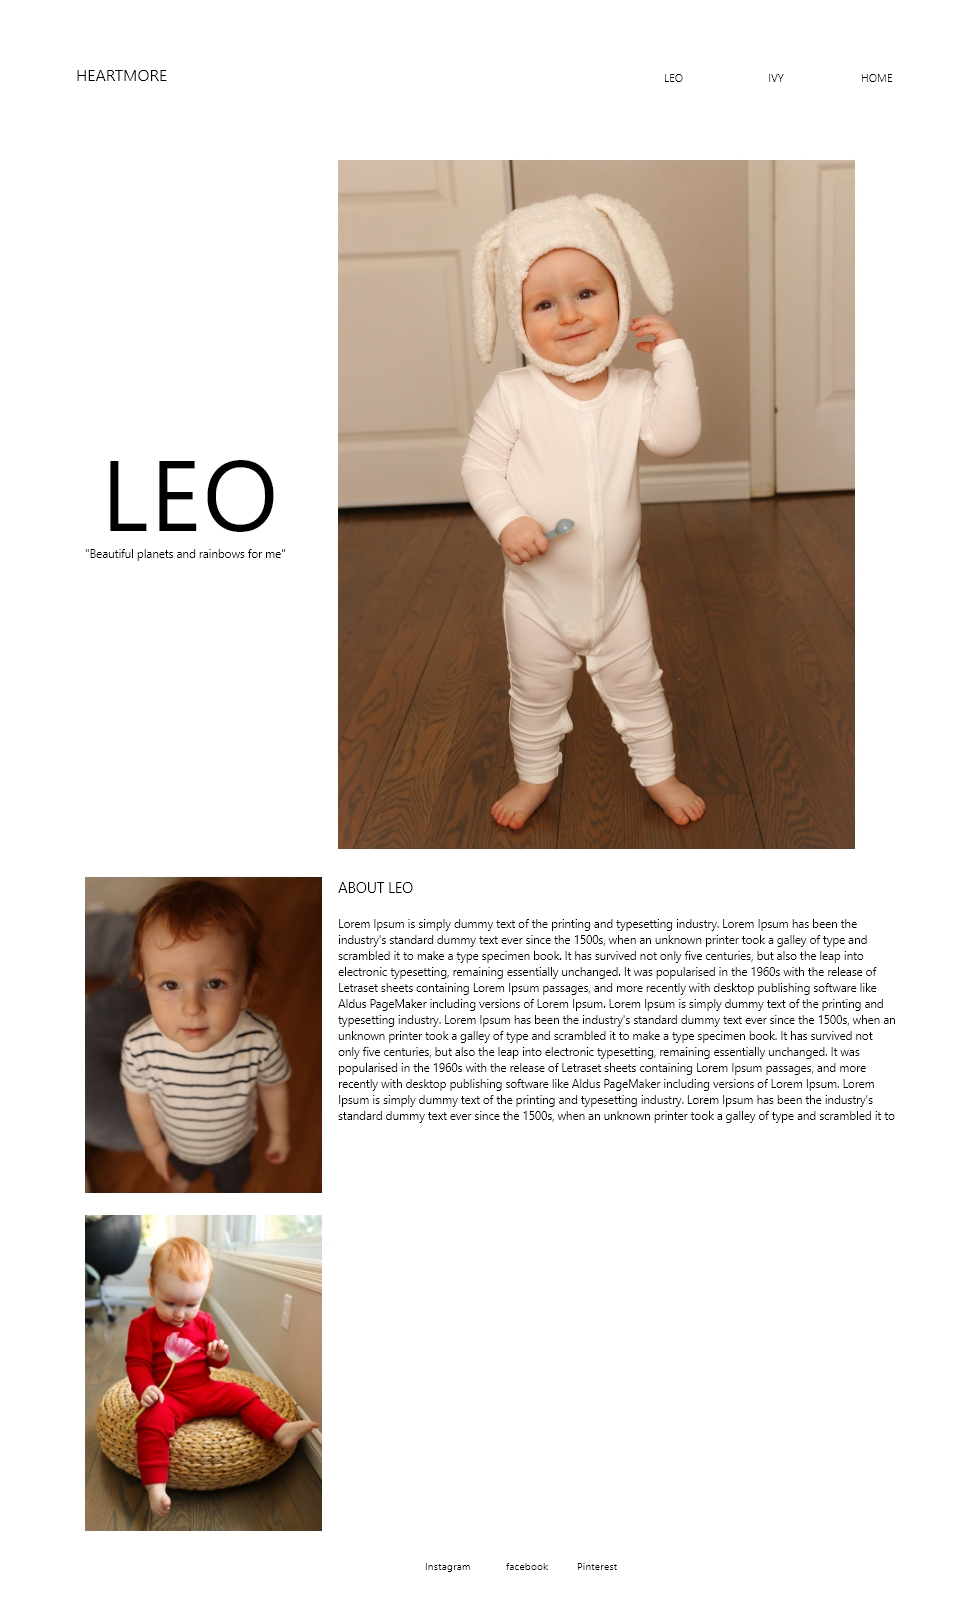 HEARTMORE
LEO IVY HOME
LEO
"Beautiful planets and rainbows for me"
ABOUT LEO
Lorem Ipsum is simply dummy text of the printing and typesetting industry. Lorem Ipsum has been the
industry's standard dummy text ever since the 1500s, when an unknown printer took a galley of type and
scrambled it to make a type specimen book. It has survived not only five centuries, but also the leap into
electronic typesetting, remaining essentially unchanged. It was popularised in the 1960s with the release of
Letraset sheets containing Lorem Ipsum passages, and more recently with desktop publishing software like
Aldus PageMaker including versions of Lorem Ipsum. Lorem Ipsum is simply dummy text of the printing and
typesetting industry. Lorem Ipsum has been the industry's standard dummy text ever since the 1500s, when an
unknown printer took a galley of type and scrambled it to make a type specimen book. It has survived not
only five centuries, but also the leap into electronic typesetting, remaining essentially unchanged. It was
popularised in the 1960s with the release of Letraset sheets containing Lorem Ipsum passages, and more
recently with desktop publishing software like Aldus PageMaker including versions of Lorem Ipsum. Lorem
Ipsum is simply dummy text of the printing and typesetting industry. Lorem Ipsum has been the industry's
standard dummy text ever since the 1500s, when an unknown printer took a galley of type and scrambled it to
Instagram facebook Pinterest